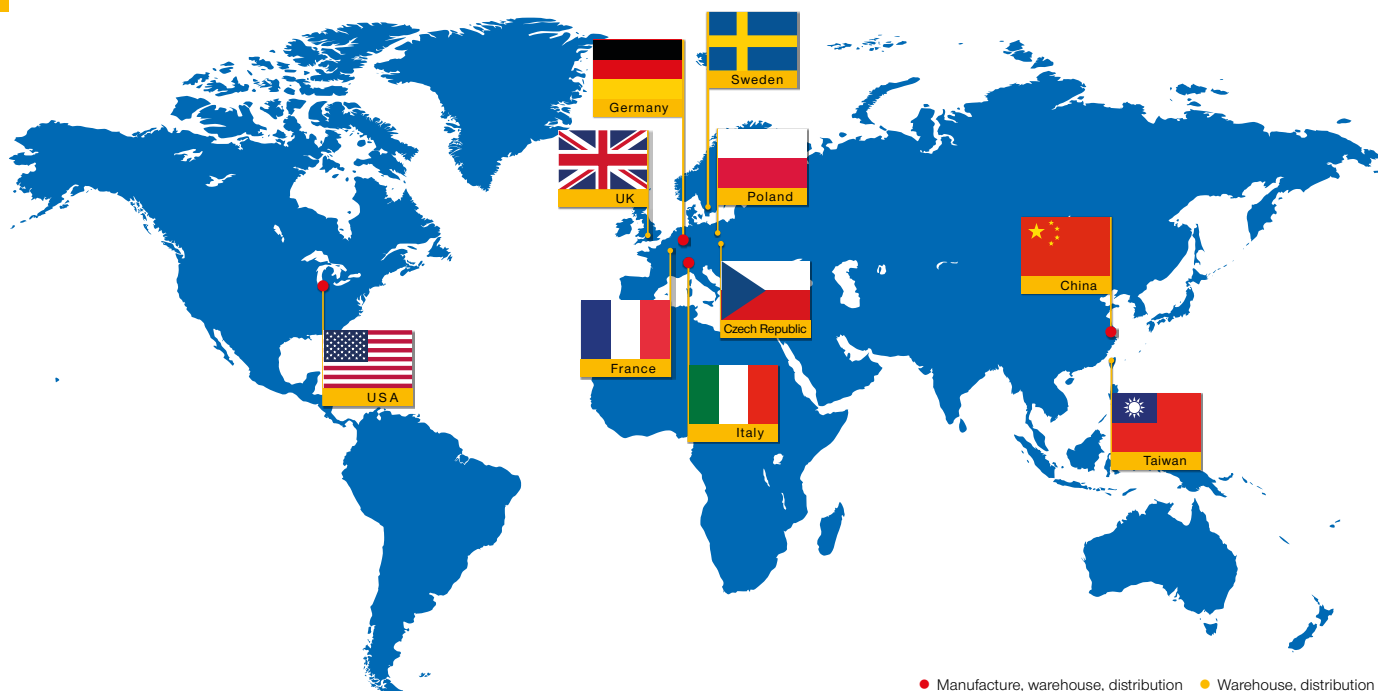 Sweden
Germany
UK
Poland
China
Czech Republic
France
USA
Italy
Taiwan
Manufacture, warehouse, distribution
Warehouse, distribution